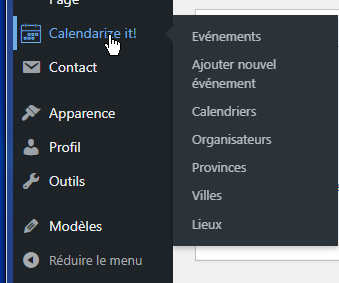 Page
Calendarize it!
Contact
Apparence
Profil
Outils
Modèles
Réduire le menu
Evénements
Ajouter nouvel
événement
Calendriers
Organisateurs
Provinces
Villes
Lieux